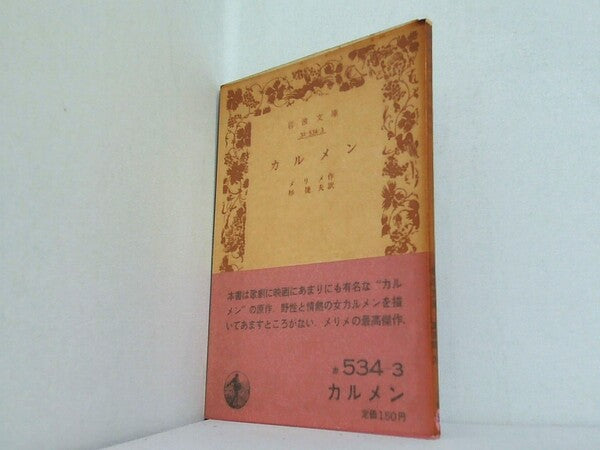 岩波文庫
32-534-3
カルメン
メリメ作
杉捷夫訳
本書は歌劇に映画にあまりにも有名な“カル
メン”の原作．野性と情熱の女カルメンを描
いてあますところがない．メリメの最高傑作．
赤534-3
カルメン
定価150円